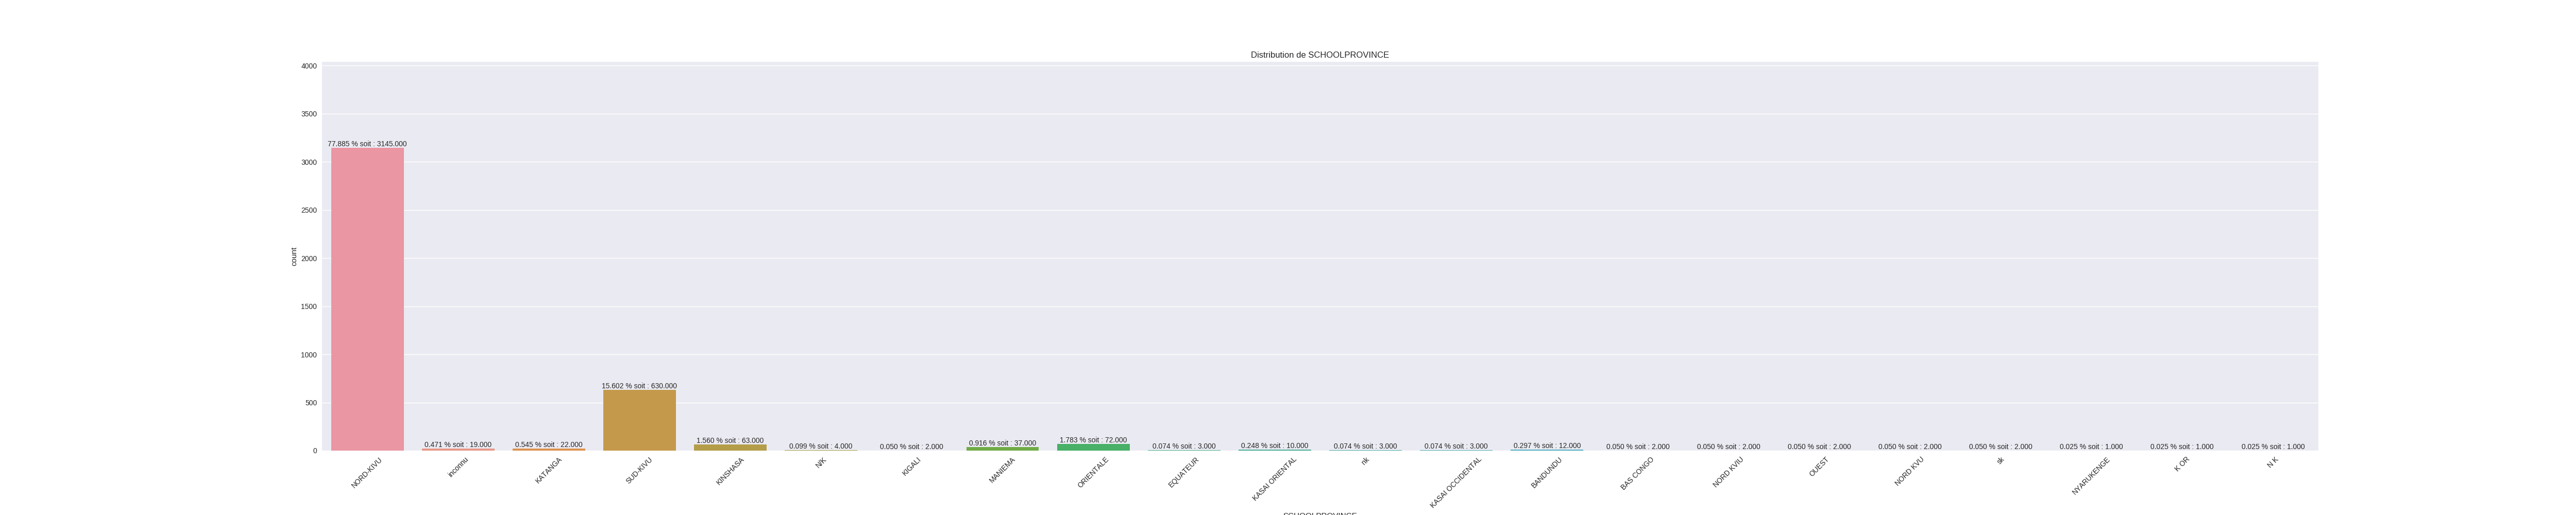 Distribution de SCHOOLPROVINCE
4000
3500
3000
2500
2000
1500
1000
500
0
count
77.885 % soit : 3145.000
0.471 % soit : 19.000
0.545 % soit : 22.000
15.602 % soit : 630.000
1.560 % soit : 63.000
0.099 % soit : 4.000
0.050 % soit : 2.000
0.916 % soit : 37.000
1.783 % soit : 72.000
0.074 % soit : 3.000
0.248 % soit : 10.000
0.074 % soit : 3.000
0.074 % soit : 3.000
0.297 % soit : 12.000
0.050 % soit : 2.000
0.050 % soit : 2.000
0.050 % soit : 2.000
0.050 % soit : 2.000
0.050 % soit : 2.000
0.025 % soit : 1.000
0.025 % soit : 1.000
0.025 % soit : 1.000
NORD-KIVU
inconnu
KATANGA
SUD-KIVU
KINSHASA
N/K
KIGALI
MANIEMA
ORIENTALE
EQUATEUR
KASAI ORIENTAL
nk
KASAI OCCIDENTAL
BANDUNDU
BAS CONGO
NORD KVIU
OUEST
NORD KVU
sk
NYARUKENGE
K OR
N K
SCHOOLPROVINCE